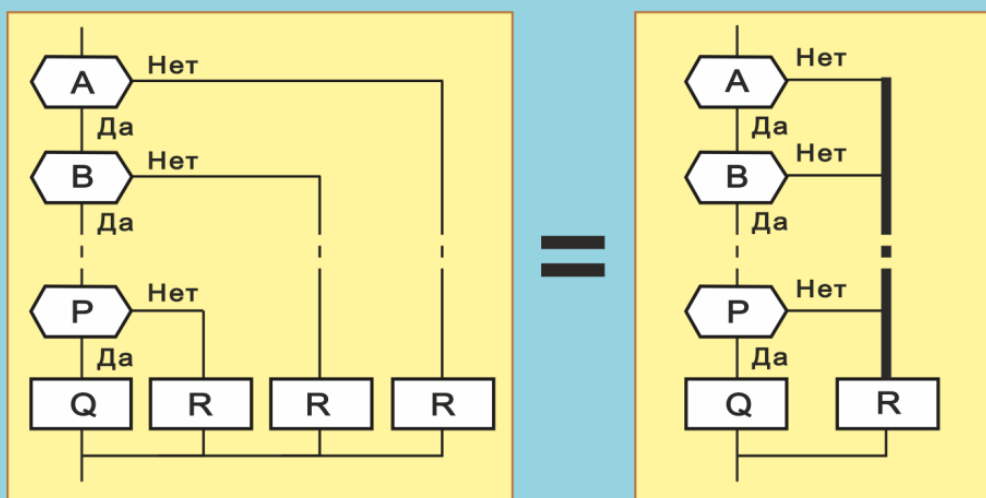 A Нет
Да
B Нет
Да
P Нет
Да
Q R R R
=
A Нет
Да
B Нет
Да
P Нет
Да
Q R